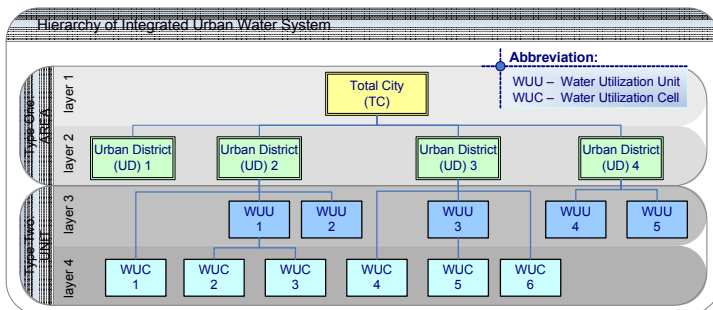 Hierarchy of Integrated Urban Water System
Abbreviation:
WUU – Water Utilization Unit
WUC – Water Utilization Cell
Type One:
AREA
layer 1
Total City
(TC)
layer 2
Urban District
(UD) 1
Urban District
(UD) 2
Urban District
(UD) 3
Urban District
(UD) 4
Type Two:
UNIT
layer 3
WUU
1
WUU
2
WUU
3
WUU
4
WUU
5
layer 4
WUC
1
WUC
2
WUC
3
WUC
4
WUC
5
WUC
6